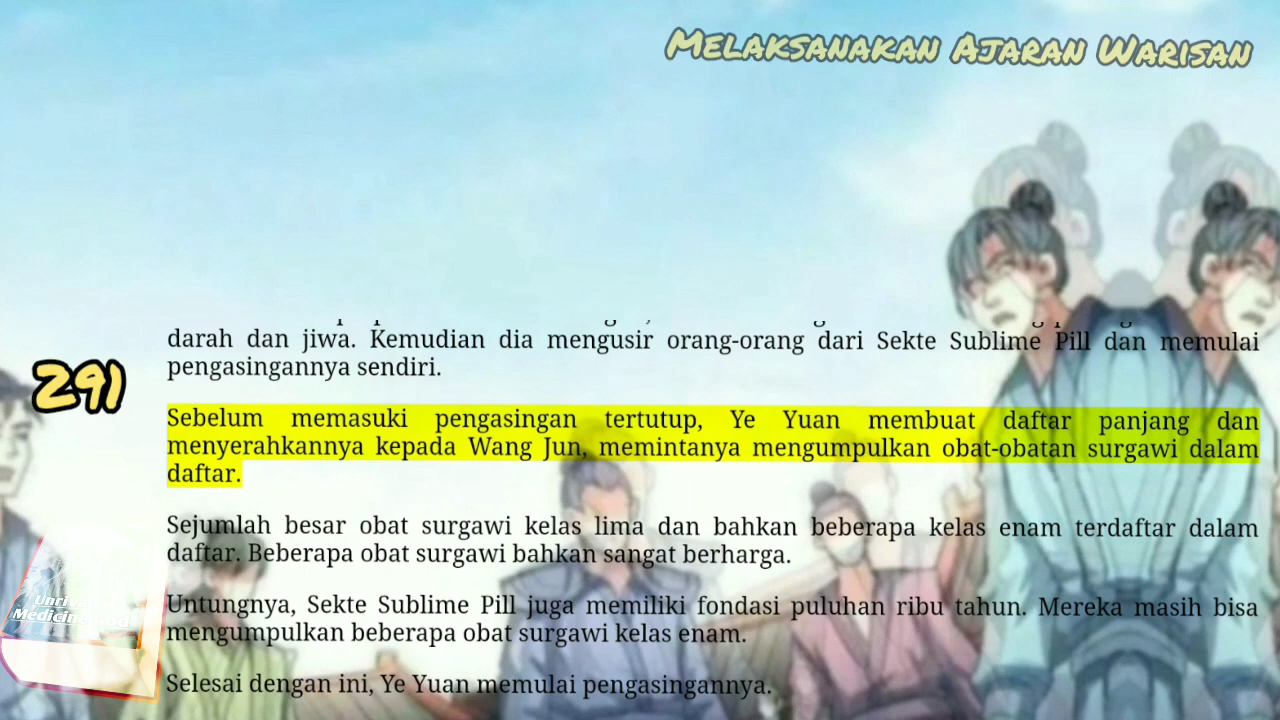 Melaksanakan Ajaran Warisan
darah dan jiwa. Kemudian dia mengusir orang-orang dari Sekte Sublime Pill dan memulai
pengasingannya sendiri.
291
Sebelum memasuki pengasingan tertutup, Ye Yuan membuat daftar panjang dan
menyerahkannya kepada Wang Jun, memintanya mengumpulkan obat-obatan surgawi dalam
daftar.
Sejumlah besar obat surgawi kelas lima dan bahkan beberapa kelas enam terdaftar dalam
daftar. Beberapa obat surgawi bahkan sangat berharga.
Untungnya, Sekte Sublime Pill juga memiliki fondasi puluhan ribu tahun. Mereka masih bisa
mengumpulkan beberapa obat surgawi kelas enam.
Selesai dengan ini, Ye Yuan memulai pengasingannya.
Medicine